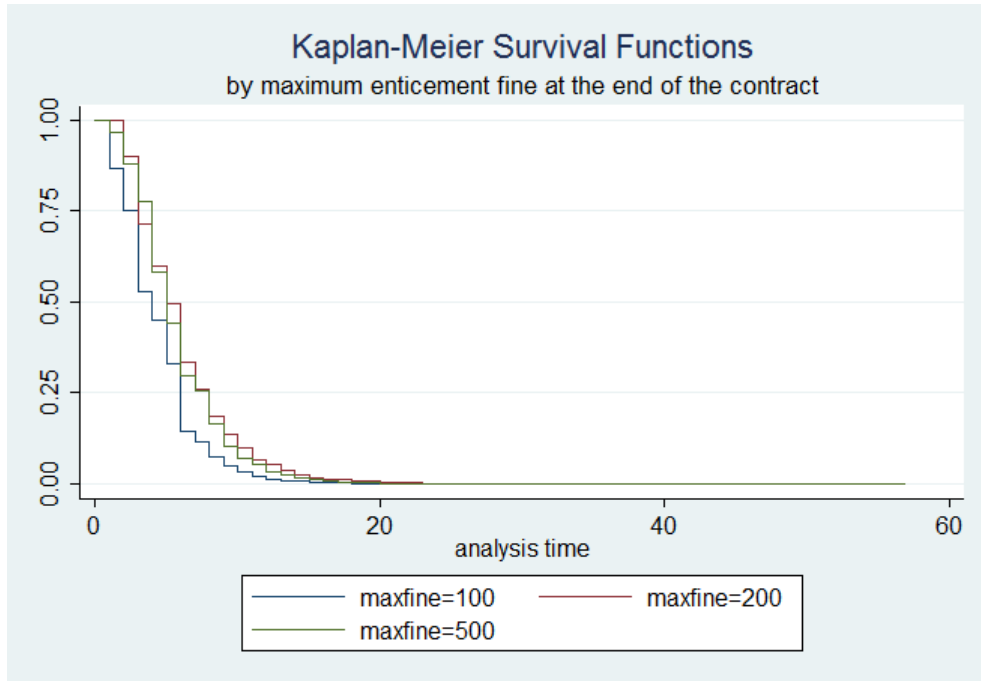 Kaplan-Meier Survival Functions
by maximum enticement fine at the end of the contract
1.00
0.75
0.50
0.25
0.00
0 20 40 60
analysis time
maxfine=100 maxfine=200
maxfine=500